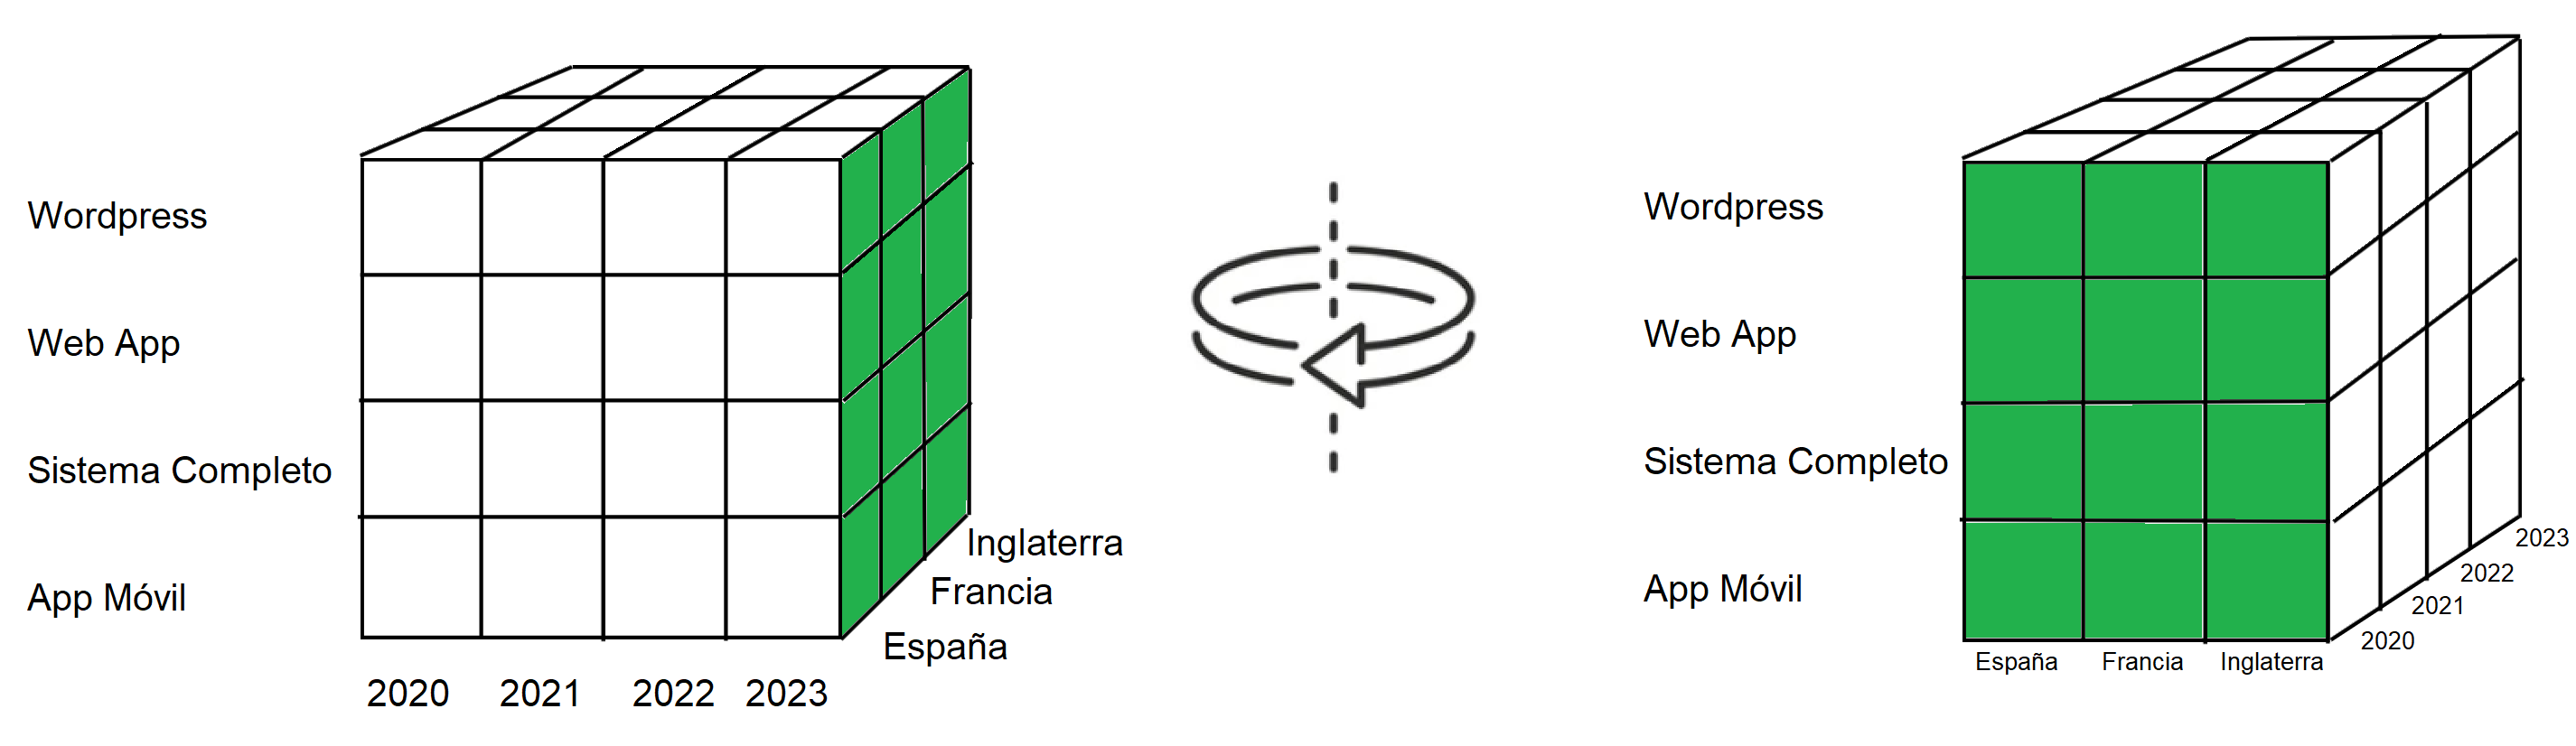 Wordpress
Web App
Sistema Completo
App Móvil
Inglaterra
Francia
España
2020 2021 2022 2023
Wordpress
Web App
Sistema Completo
App Móvil
2023
2022
2021
2020
España Francia Inglaterra